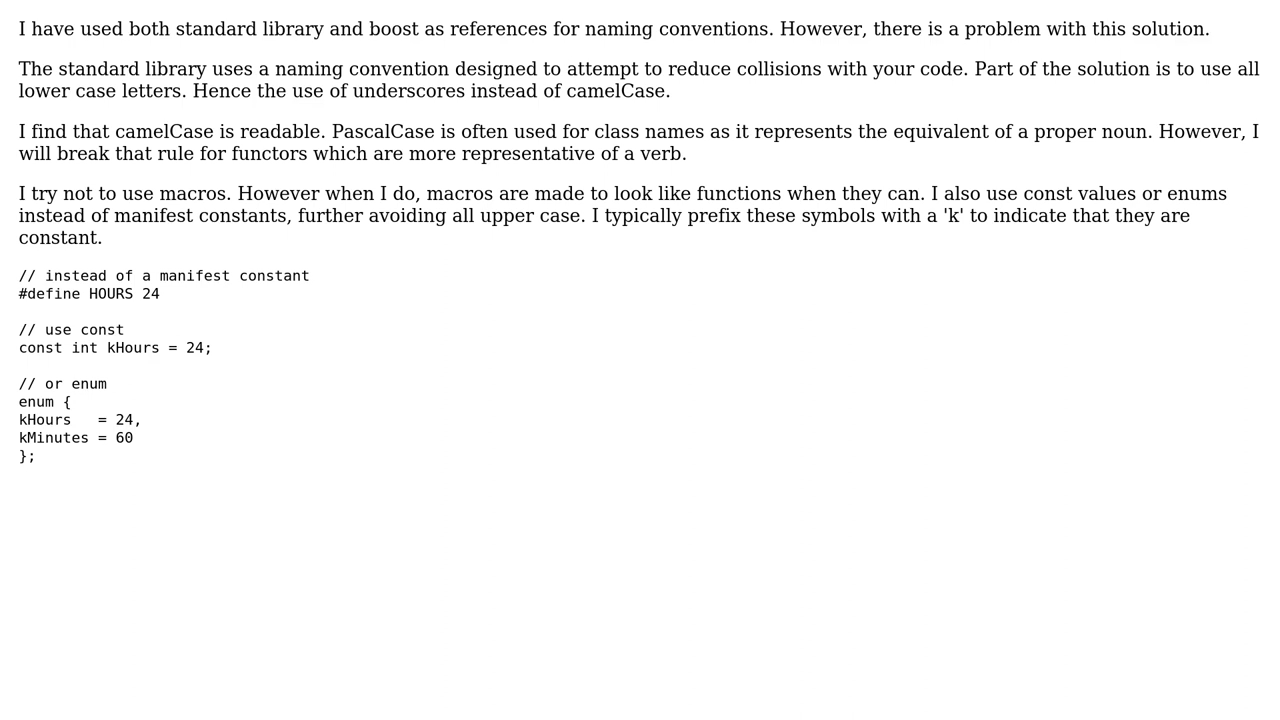 I have used both standard library and boost as references for naming conventions. However, there is a problem with this solution.
The standard library uses a naming convention designed to attempt to reduce collisions with your code. Part of the solution is to use all
lower case letters. Hence the use of underscores instead of camelCase.
I find that camelCase is readable. PascalCase is often used for class names as it represents the equivalent of a proper noun. However, I
will break that rule for functors which are more representative of a verb.
I try not to use macros. However when I do, macros are made to look like functions when they can. I also use const values or enums
instead of manifest constants, further avoiding all upper case. I typically prefix these symbols with a 'k' to indicate that they are
constant.
// instead of a manifest constant
#define HOURS 24
// use const
const int kHours = 24;
// or enum
enum {
kHours   = 24,
kMinutes = 60
};